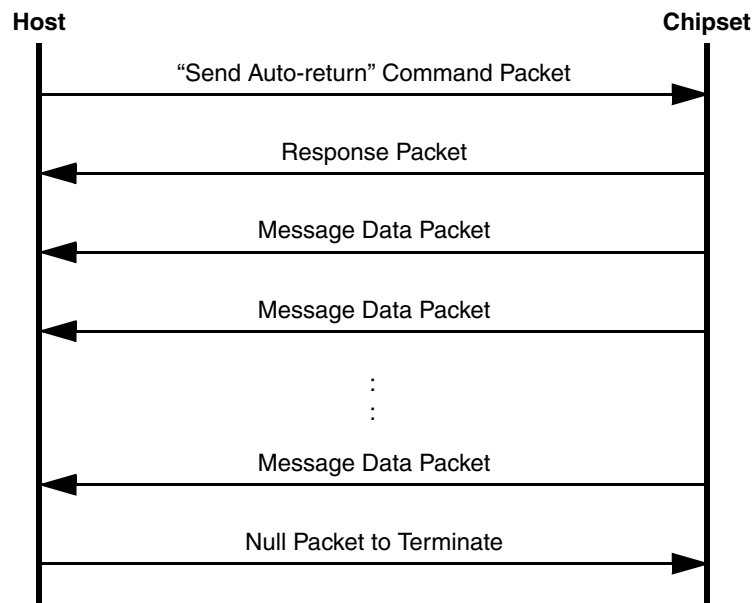 Host Chipset
“Send Auto-return” Command Packet
Response Packet
Message Data Packet
Message Data Packet
:
:
Message Data Packet
Null Packet to Terminate